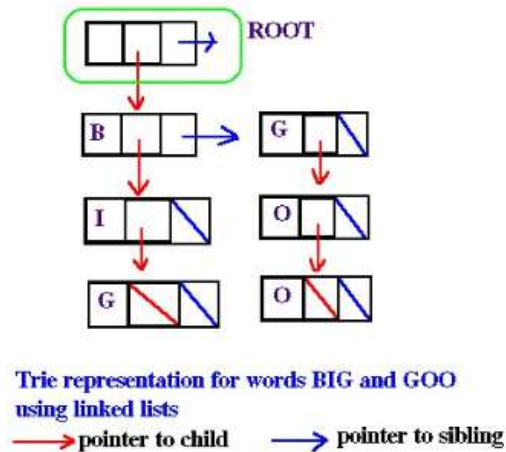 ROOT
B G
I O
G O
Trie representation for words BIG and GOO
using linked lists
pointer to child pointer to sibling